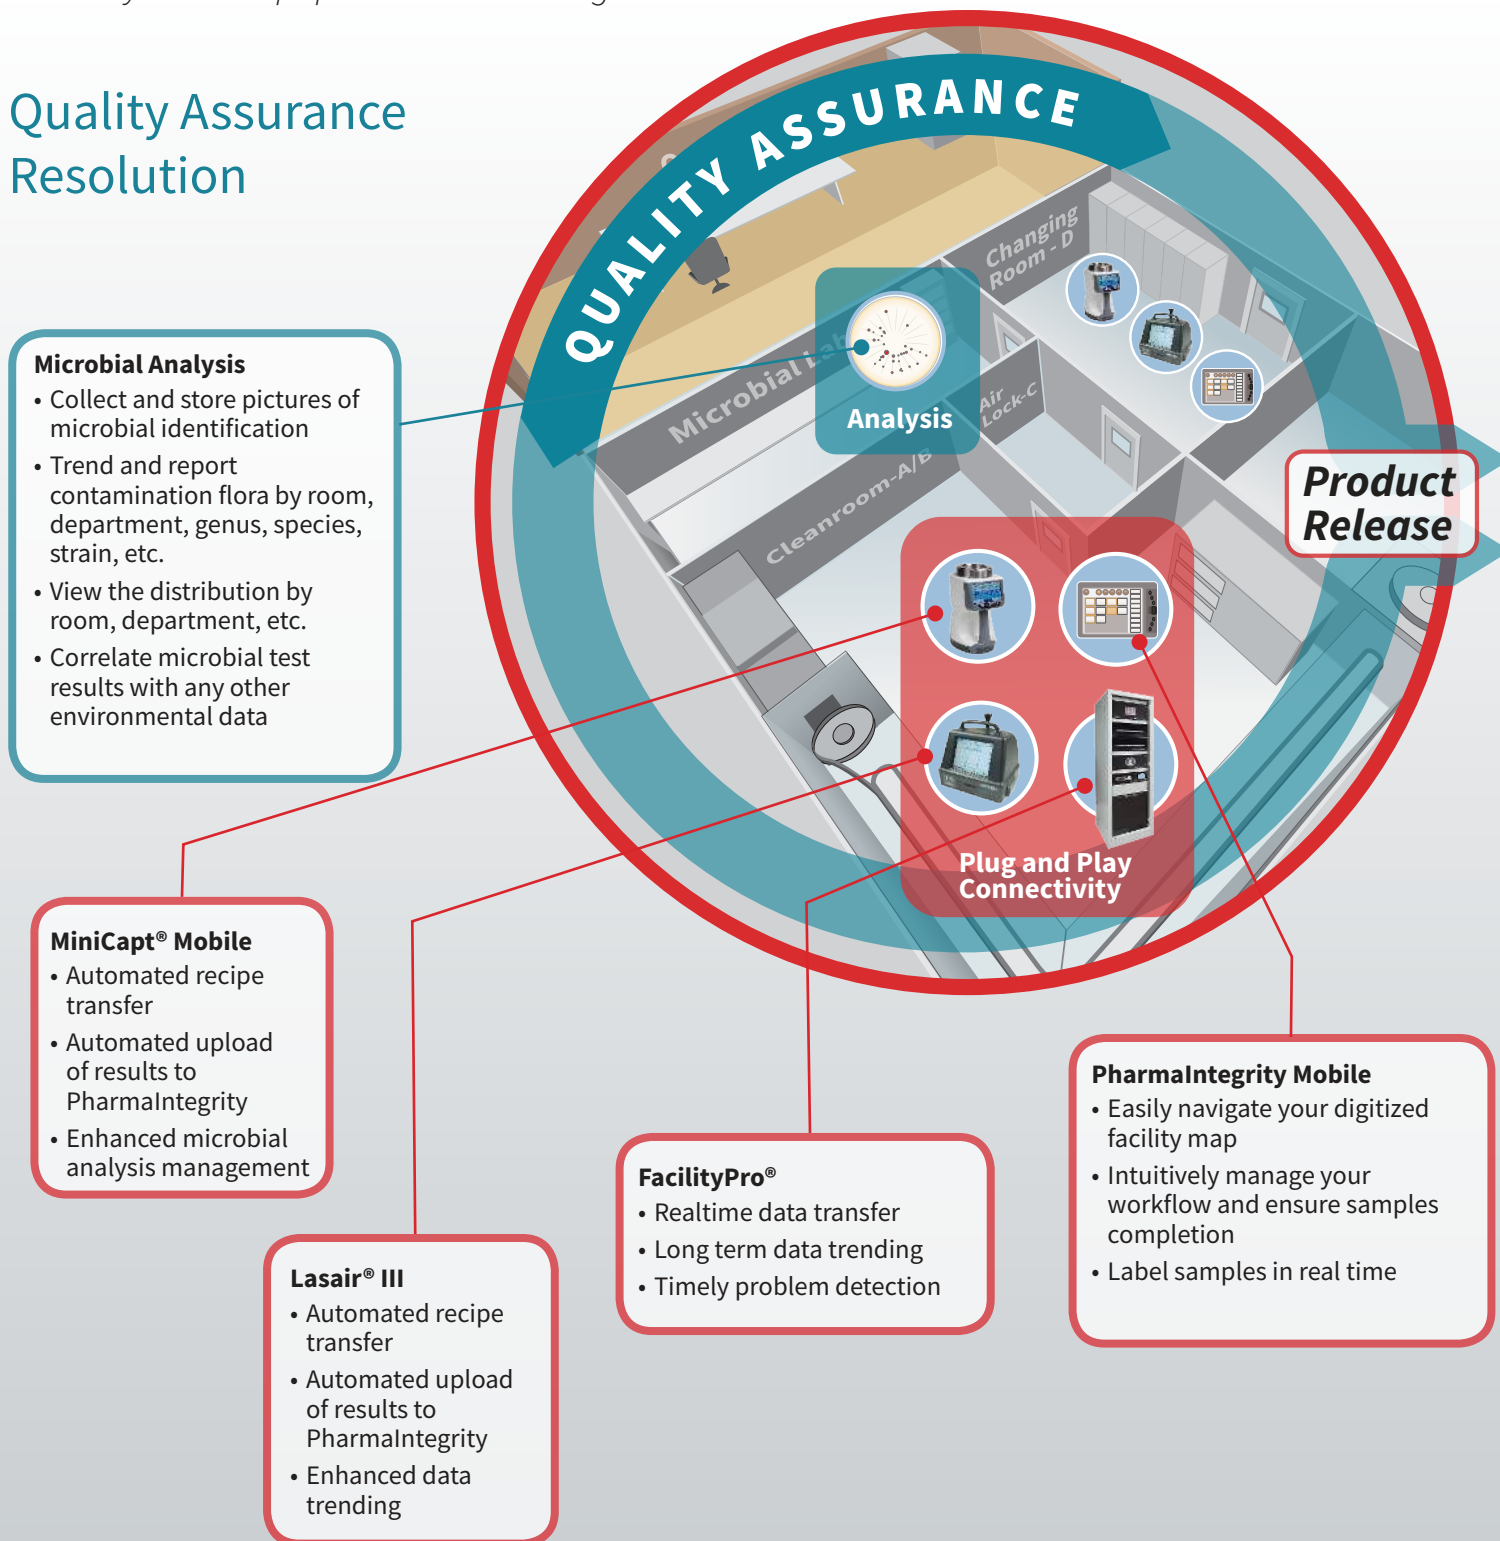 Quality Assurance
Resolution
QUALITY ASSURANCE
Changing
Room - D
Microbial Lab
Analysis
Air
Lock-C
Cleanroom-A/B
Product
Release
Plug and Play
Connectivity
Microbial Analysis
• Collect and store pictures of
microbial identification
• Trend and report
contamination flora by room,
department, genus, species,
strain, etc.
• View the distribution by
room, department, etc.
• Correlate microbial test
results with any other
environmental data
MiniCapt® Mobile
• Automated recipe
transfer
• Automated upload
of results to
PharmaIntegrity
• Enhanced microbial
analysis management
Lasair® III
• Automated recipe
transfer
• Automated upload
of results to
PharmaIntegrity
• Enhanced data
trending
FacilityPro®
• Realtime data transfer
• Long term data trending
• Timely problem detection
PharmaIntegrity Mobile
• Easily navigate your digitized
facility map
• Intuitively manage your
workflow and ensure samples
completion
• Label samples in real time